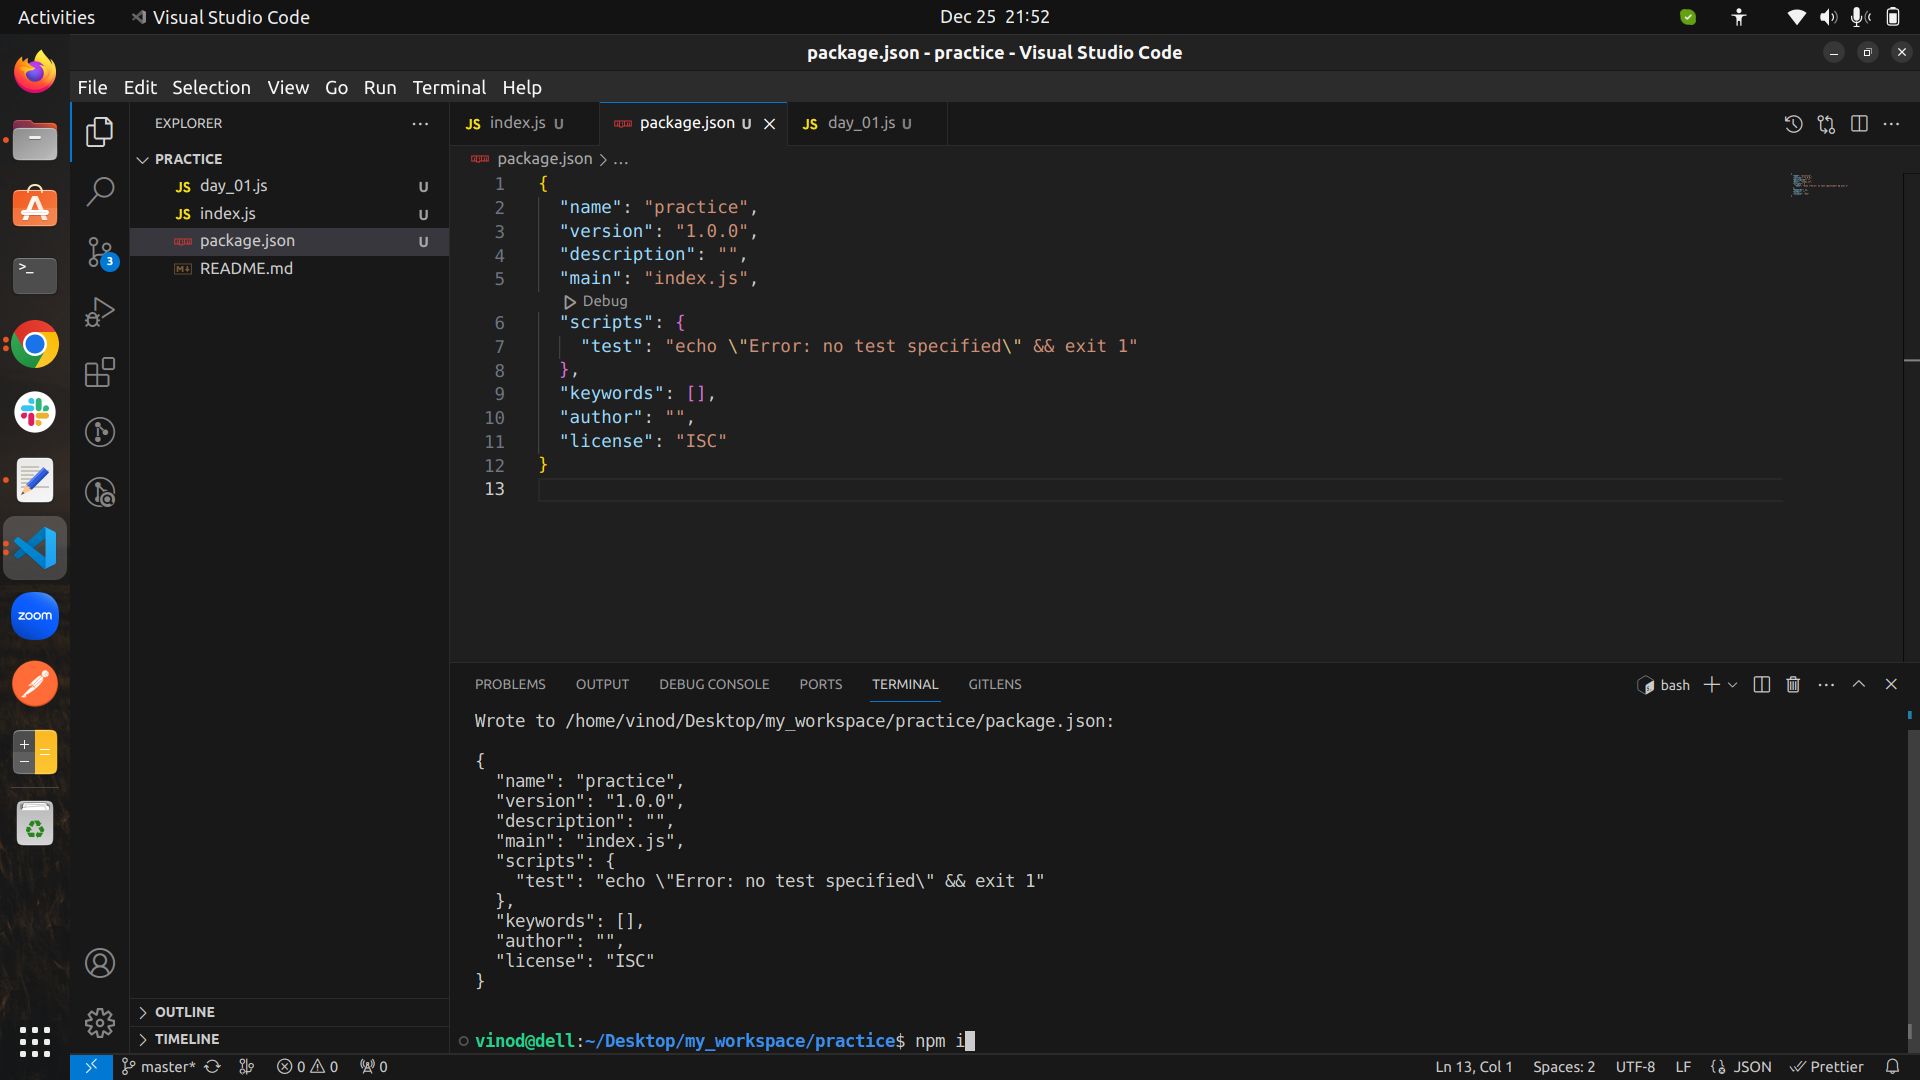 Activities
Visual Studio Code
Dec 25 21:52
package.json - practice - Visual Studio Code
File Edit Selection View Go Run Terminal Help
EXPLORER
PRACTICE
JS day_01.js U
JS index.js U
package.json U
README.md
3
OUTLINE
TIMELINE
zoom
JS index.js U
package.json U
JS day_01.js U
package.json > ...
1 {
2 "name": "practice",
3 "version": "1.0.0",
4 "description": "",
5 "main": "index.js",
Debug
6 "scripts": {
7 "test": "echo \"Error: no test specified\" && exit 1"
8 },
9 "keywords": [],
10 "author": "",
11 "license": "ISC"
12 }
13
PROBLEMS OUTPUT DEBUG CONSOLE PORTS TERMINAL GITLENS
bash
Wrote to /home/vinod/Desktop/my_workspace/practice/package.json:
{
"name": "practice",
"version": "1.0.0",
"description": "",
"main": "index.js",
"scripts": {
"test": "echo \"Error: no test specified\" && exit 1"
},
"keywords": [],
"author": "",
"license": "ISC"
}
vinod@dell:~/Desktop/my_workspace/practice$ npm i
master* 0 0 0
Ln 13, Col 1 Spaces: 2 UTF-8 LF JSON Prettier